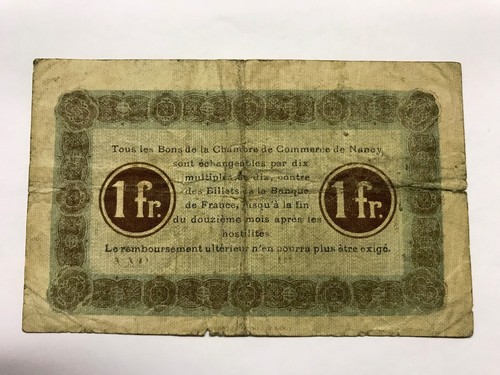 Tous les Bons de la Chambre de Commerce de Nancy,
sont échangeables par dix
multiples de dix, contre
des Billets de la Banque
de France, jusqu'à la fin
du douzième mois après les
hostilités.
Le remboursement ultérieur n'en pourra plus être exigé.
1 fr.
1 fr.